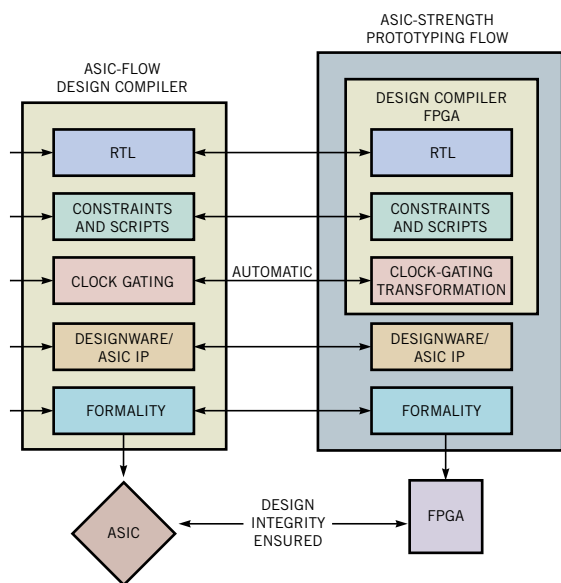 ASIC-STRENGTH
PROTOTYPING FLOW
ASIC-FLOW
DESIGN COMPILER
DESIGN COMPILER
FPGA
RTL
RTL
CONSTRAINTS
AND SCRIPTS
CONSTRAINTS
AND SCRIPTS
CLOCK GATING
AUTOMATIC
CLOCK-GATING
TRANSFORMATION
DESIGNWARE/
ASIC IP
DESIGNWARE/
ASIC IP
FORMALITY
FORMALITY
ASIC
DESIGN
INTEGRITY
ENSURED
FPGA